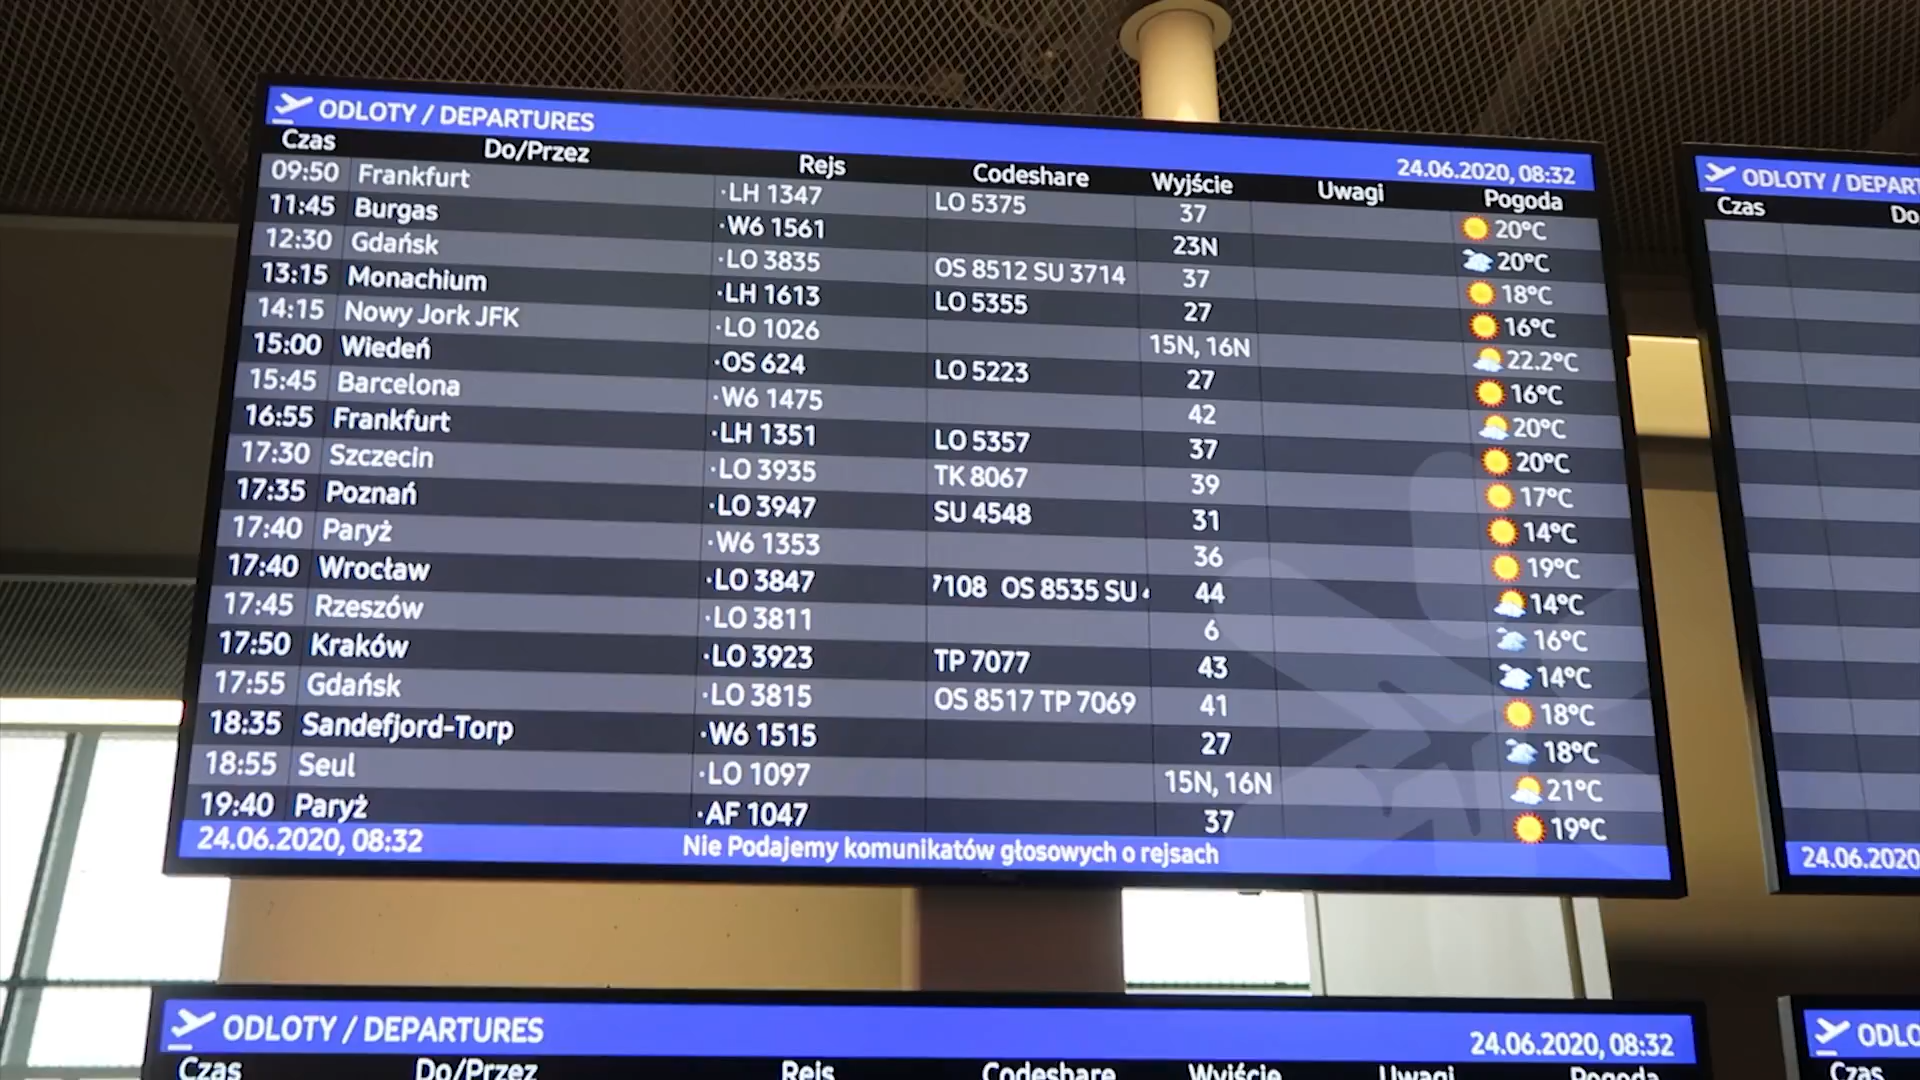 ODLOTY / DEPARTURES 24.06.2020, 08:32
Czas Do/Przez Rejs Codeshare Wyjście Uwagi Pogoda
09:50 Frankfurt ·LH 1347 LO 5375 37 20°C
11:45 Burgas ·W6 1561 23N 20°C
12:30 Gdańsk ·LO 3835 OS 8512 SU 3714 37 18°C
13:15 Monachium ·LH 1613 LO 5355 27 16°C
14:15 Nowy Jork JFK ·LO 1026 15N, 16N 22.2°C
15:00 Wiedeń ·OS 624 LO 5223 27 16°C
15:45 Barcelona ·W6 1475 42 20°C
16:55 Frankfurt ·LH 1351 LO 5357 37 20°C
17:30 Szczecin ·LO 3935 TK 8067 39 17°C
17:35 Poznań ·LO 3947 SU 4548 31 14°C
17:40 Paryż ·W6 1353 36 19°C
17:40 Wrocław ·LO 3847 7108 OS 8535 SU 44 14°C
17:45 Rzeszów ·LO 3811 6 16°C
17:50 Kraków ·LO 3923 TP 7077 43 14°C
17:55 Gdańsk ·LO 3815 OS 8517 TP 7069 41 18°C
18:35 Sandefjord-Torp ·W6 1515 27 18°C
18:55 Seul ·LO 1097 15N, 16N 21°C
19:40 Paryż ·AF 1047 37 19°C
24.06.2020, 08:32 Nie Podajemy komunikatów głosowych o rejsach
ODLOTY / DEPART
Czas Do
24.06.2020
ODLOTY / DEPARTURES 24.06.2020, 08:32
Czas Do/Przez Rejs Codeshare Wyjście Uwagi Pogoda
ODLO
Czas